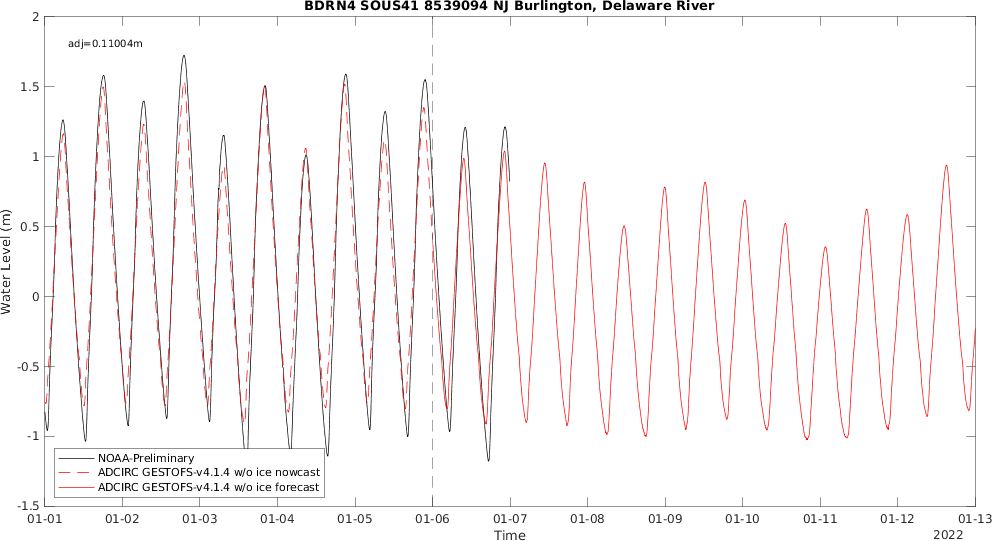 BDRN4 SOUS41 8539094 NJ Burlington, Delaware River
adj=0.11004m
2
1.5
1
0.5
0
-0.5
-1
-1.5
Water Level (m)
NOAA-Preliminary
ADCIRC GESTOFS-v4.1.4 w/o ice nowcast
ADCIRC GESTOFS-v4.1.4 w/o ice forecast
01-01 01-02 01-03 01-04 01-05 01-06 01-07 01-08 01-09 01-10 01-11 01-12 01-13
Time
2022